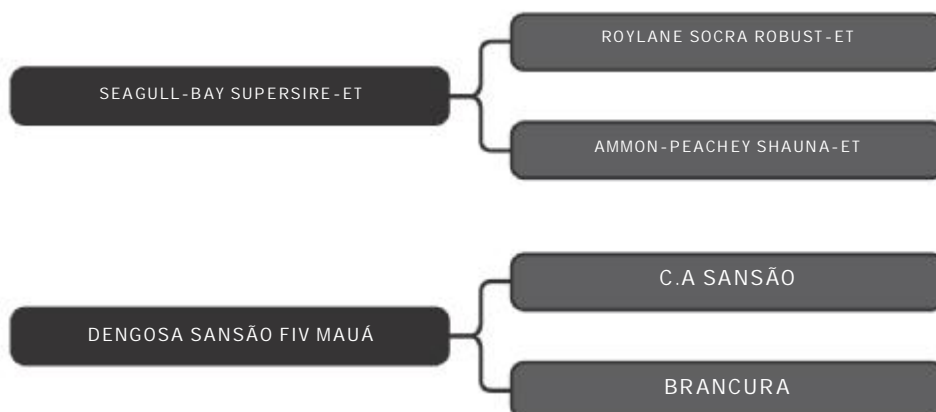 ROYLANE SOCRA ROBUST-ET
SEAGULL-BAY SUPERSIRE-ET
AMMON-PEACHEY SHAUNA-ET
C.A SANSÃO
DENGOSA SANSÃO FIV MAUÁ
BRANCURA